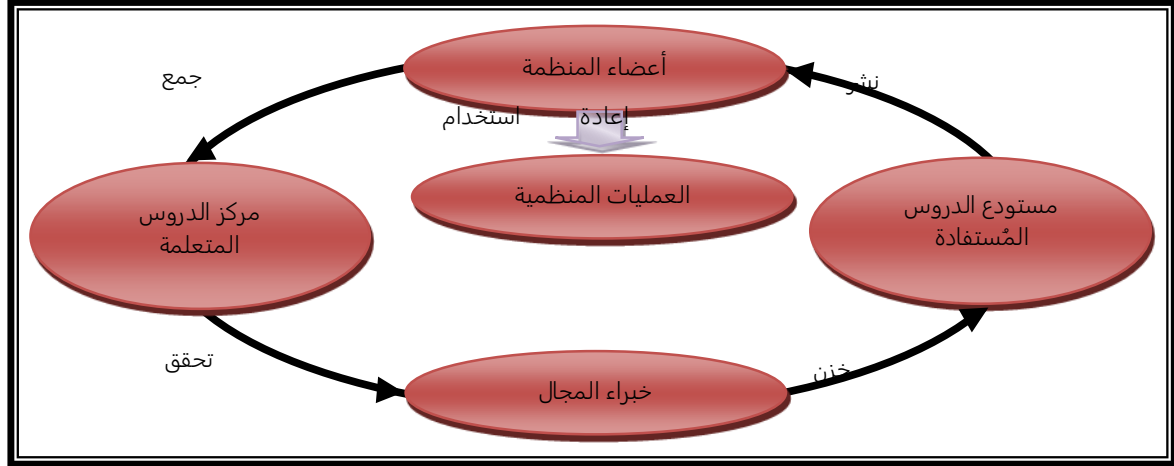 أعضاء المنظمة
جمع
نشر
إعادة استخدام
العمليات المنظمية
مستودع الدروس
المُستفادة
مركز الدروس
المتعلمة
تحقق
خزن
خبراء المجال